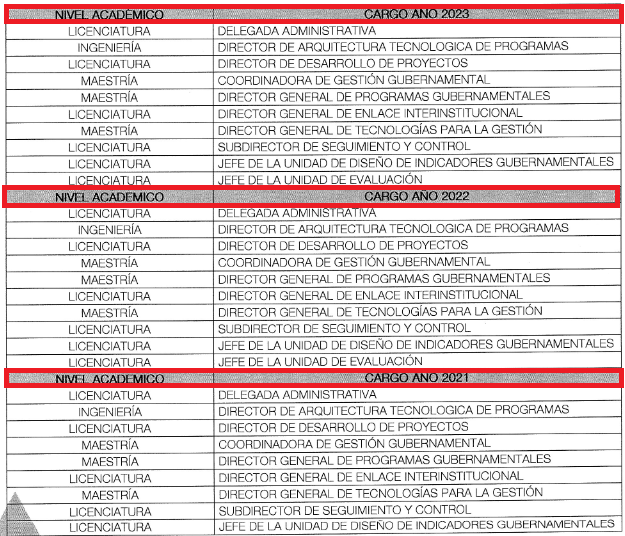 NIVEL ACADÉMICO CARGO AÑO 2023
LICENCIATURA DELEGADA ADMINISTRATIVA
INGENIERÍA DIRECTOR DE ARQUITECTURA TECNOLOGICA DE PROGRAMAS
LICENCIATURA DIRECTOR DE DESARROLLO DE PROYECTOS
MAESTRÍA COORDINADORA DE GESTIÓN GUBERNAMENTAL
MAESTRÍA DIRECTOR GENERAL DE PROGRAMAS GUBERNAMENTALES
LICENCIATURA DIRECTOR GENERAL DE ENLACE INTERINSTITUCIONAL
MAESTRÍA DIRECTOR GENERAL DE TECNOLOGÍAS PARA LA GESTIÓN
LICENCIATURA SUBDIRECTOR DE SEGUIMIENTO Y CONTROL
LICENCIATURA JEFE DE LA UNIDAD DE DISEÑO DE INDICADORES GUBERNAMENTALES
LICENCIATURA JEFE DE LA UNIDAD DE EVALUACIÓN
NIVEL ACADÉMICO CARGO AÑO 2022
LICENCIATURA DELEGADA ADMINISTRATIVA
INGENIERÍA DIRECTOR DE ARQUITECTURA TECNOLOGICA DE PROGRAMAS
LICENCIATURA DIRECTOR DE DESARROLLO DE PROYECTOS
MAESTRÍA COORDINADORA DE GESTIÓN GUBERNAMENTAL
MAESTRÍA DIRECTOR GENERAL DE PROGRAMAS GUBERNAMENTALES
LICENCIATURA DIRECTOR GENERAL DE ENLACE INTERINSTITUCIONAL
MAESTRÍA DIRECTOR GENERAL DE TECNOLOGÍAS PARA LA GESTIÓN
LICENCIATURA SUBDIRECTOR DE SEGUIMIENTO Y CONTROL
LICENCIATURA JEFE DE LA UNIDAD DE DISEÑO DE INDICADORES GUBERNAMENTALES
LICENCIATURA JEFE DE LA UNIDAD DE EVALUACIÓN
NIVEL ACADEMICO CARGO AÑO 2021
LICENCIATURA DELEGADA ADMINISTRATIVA
INGENIERÍA DIRECTOR DE ARQUITECTURA TECNOLOGICA DE PROGRAMAS
LICENCIATURA DIRECTOR DE DESARROLLO DE PROYECTOS
MAESTRÍA COORDINADORA DE GESTIÓN GUBERNAMENTAL
MAESTRÍA DIRECTOR GENERAL DE PROGRAMAS GUBERNAMENTALES
LICENCIATURA DIRECTOR GENERAL DE ENLACE INTERINSTITUCIONAL
MAESTRÍA DIRECTOR GENERAL DE TECNOLOGÍAS PARA LA GESTIÓN
LICENCIATURA SUBDIRECTOR DE SEGUIMIENTO Y CONTROL
LICENCIATURA JEFE DE LA UNIDAD DE DISEÑO DE INDICADORES GUBERNAMENTALES